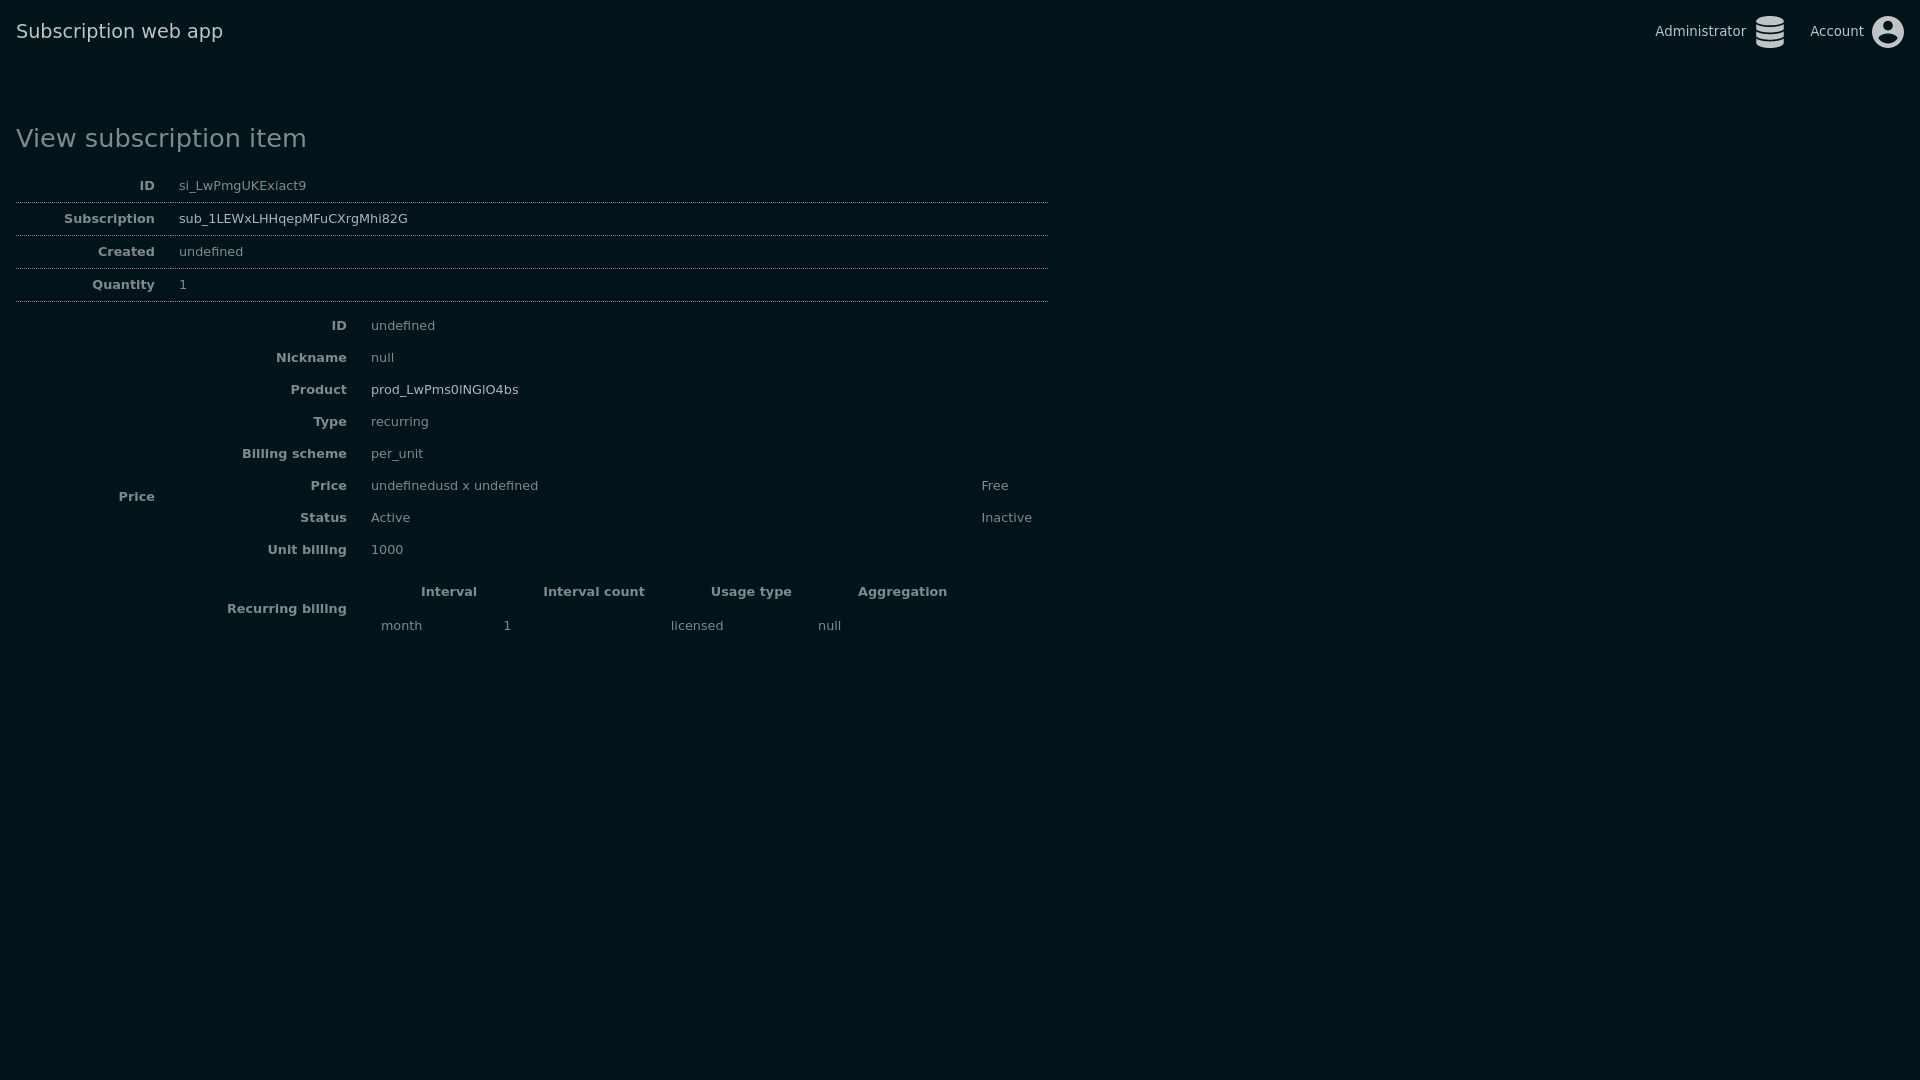 Subscription web app
Administrator
Account
View subscription item
ID si_LwPmgUKExiact9
Subscription sub_1LEWxLHHqepMFuCXrgMhi82G
Created undefined
Quantity 1
Price
ID undefined
Nickname null
Product prod_LwPms0lNGlO4bs
Type recurring
Billing scheme per_unit
Price undefinedusd x undefined Free
Status Active Inactive
Unit billing 1000
Recurring billing
Interval Interval count Usage type Aggregation
month 1 licensed null